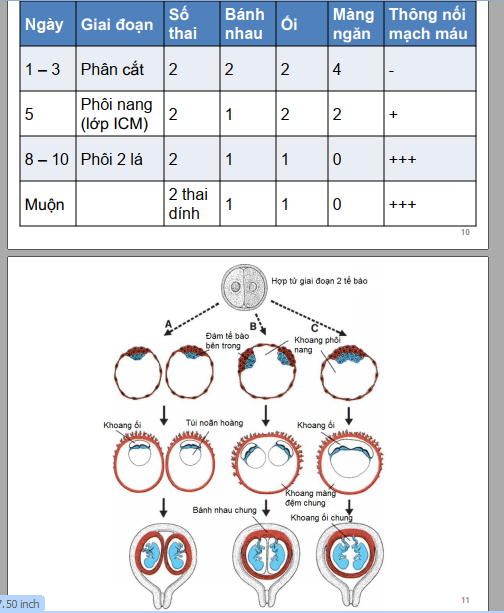 Ngày Giai đoạn Số thai Bánh nhau Ối Màng ngăn Thông nối mạch máu
1 – 3 Phân cắt 2 2 2 4 -
5 Phôi nang (lớp ICM) 2 1 2 2 +
8 – 10 Phôi 2 lá 2 1 1 0 +++
Muộn 2 thai dính 1 1 0 +++
10
Hợp tử giai đoạn 2 tế bào
A
B
C
Đám tế bào bên trong
Khoang phôi nang
Khoang ối
Túi noãn hoàng
Khoang ối
Khoang màng đệm chung
Bánh nhau chung
Khoang ối chung
7.50 inch
11